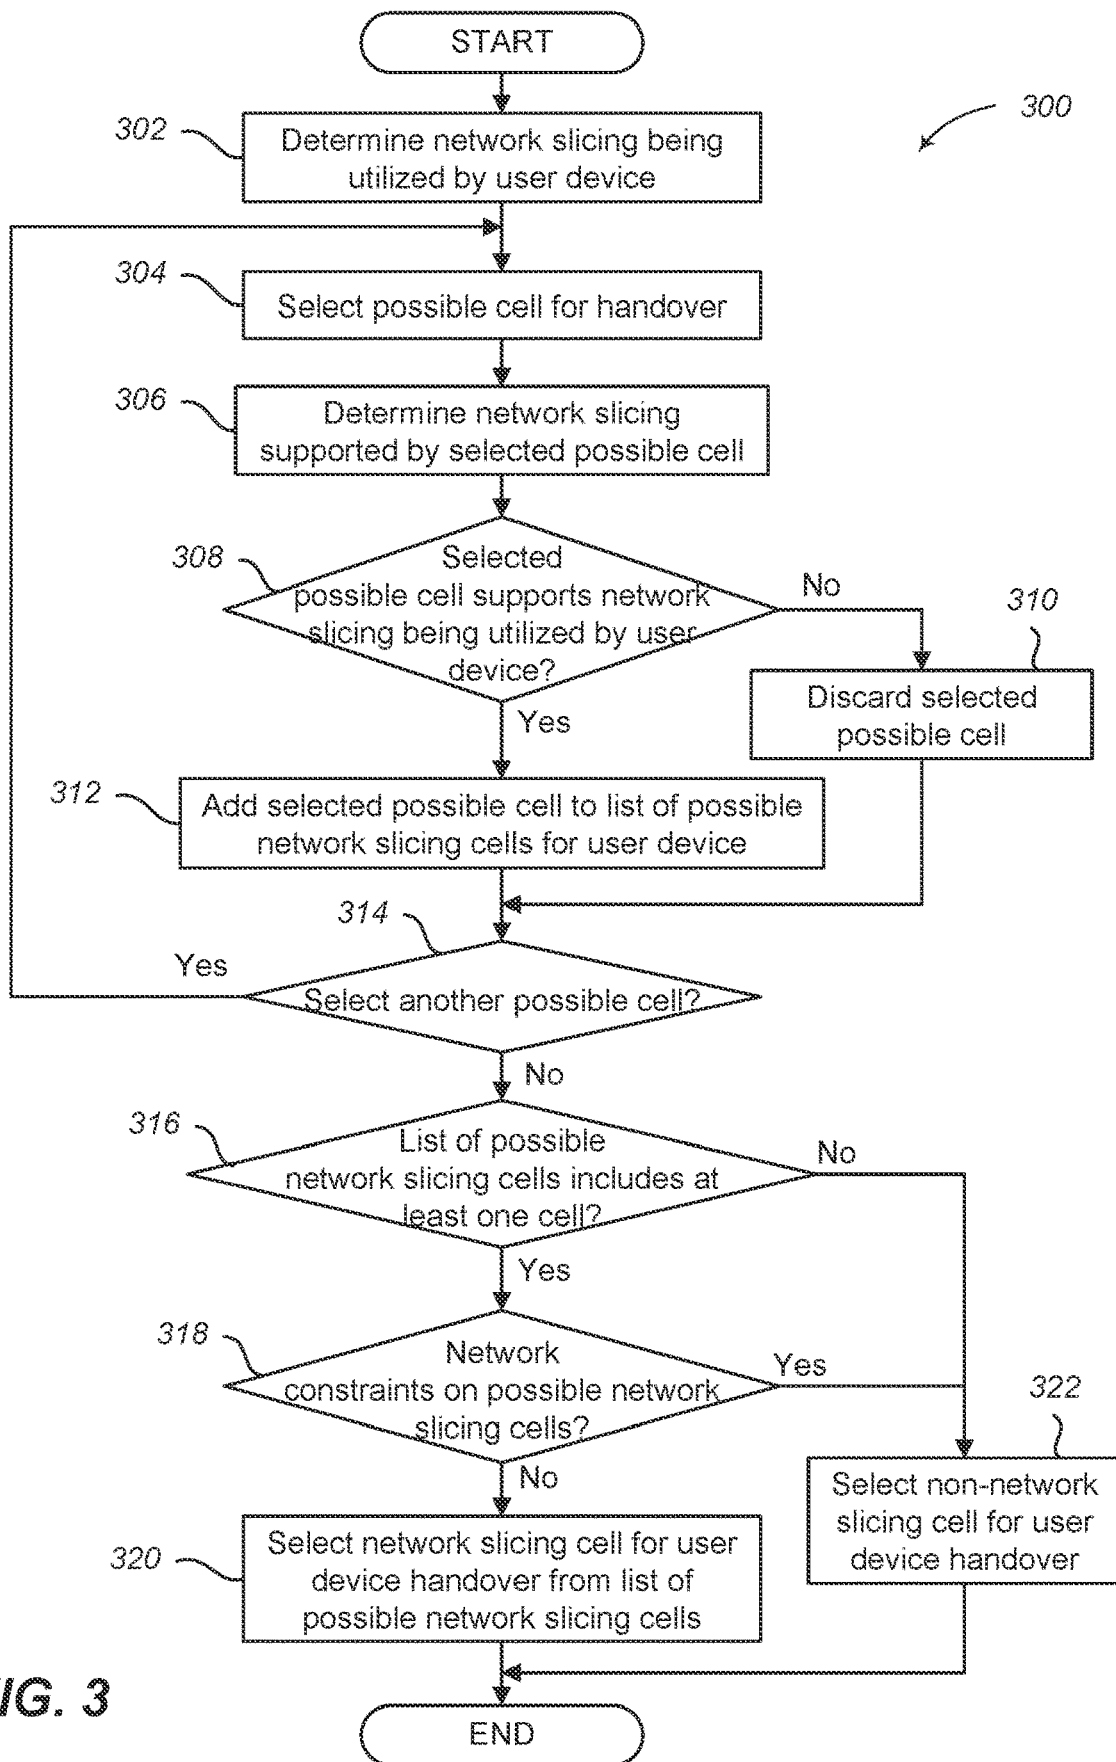 START
300
302
Determine network slicing being
utilized by user device
304
Select possible cell for handover
306
Determine network slicing
supported by selected possible cell
308
Selected
possible cell supports network
slicing being utilized by user
device?
No
310
Discard selected
possible cell
Yes
312
Add selected possible cell to list of possible
network slicing cells for user device
314
Yes
Select another possible cell?
No
316
List of possible
network slicing cells includes at
least one cell?
No
Yes
318
Network
constraints on possible network
slicing cells?
Yes
322
No
Select non-network
slicing cell for user
device handover
320
Select network slicing cell for user
device handover from list of
possible network slicing cells
IG. 3
END